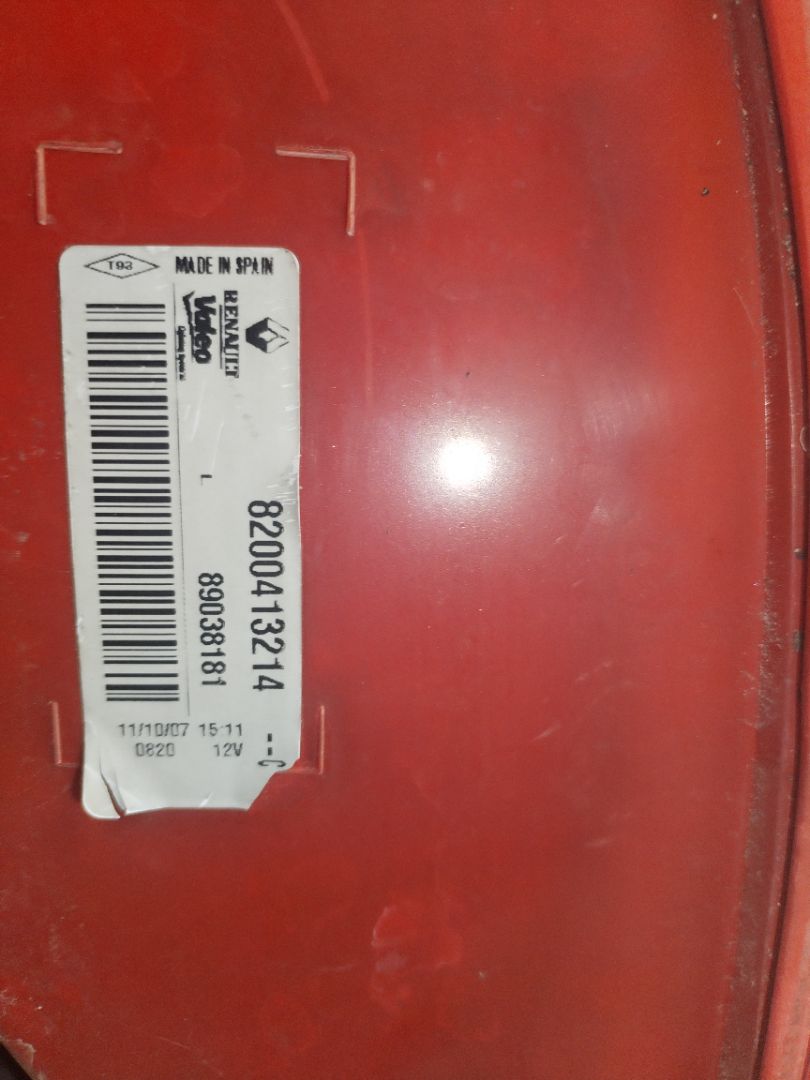 T93
MADE IN SPAIN
RENAULT
Valeo
L
8200413214
89038181
11/10/07 15:11
0820 12V
--C